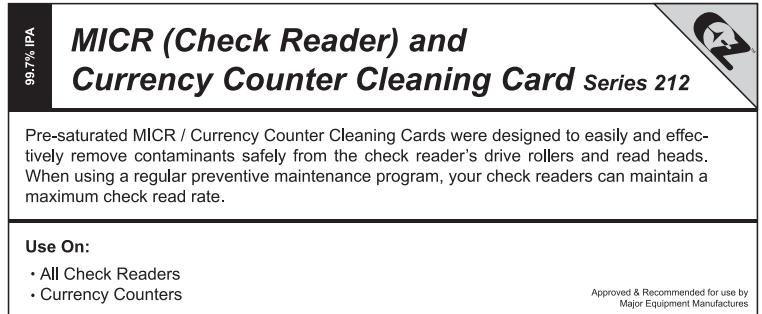 99.7% IPA
MICR (Check Reader) and
Currency Counter Cleaning Card Series 212
Pre-saturated MICR / Currency Counter Cleaning Cards were designed to easily and effec-
tively remove contaminants safely from the check reader's drive rollers and read heads.
When using a regular preventive maintenance program, your check readers can maintain a
maximum check read rate.
Use On:
• All Check Readers
• Currency Counters
Approved & Recommended for use by
Major Equipment Manufactures